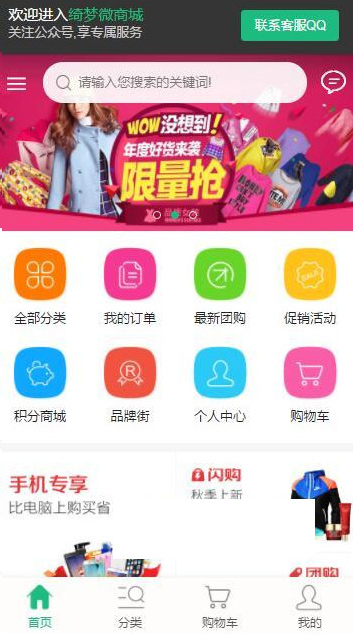 欢迎进入绮梦微商城
关注公众号,享专属服务
联系客服QQ
请输入您搜索的关键词!
WOW没想到!
年度好货来袭
限量抢
全部分类
我的订单
最新团购
促销活动
积分商城
品牌街
个人中心
购物车
手机专享
比电脑上购买省
闪购
秋季上新
团购
首页
分类
购物车
我的